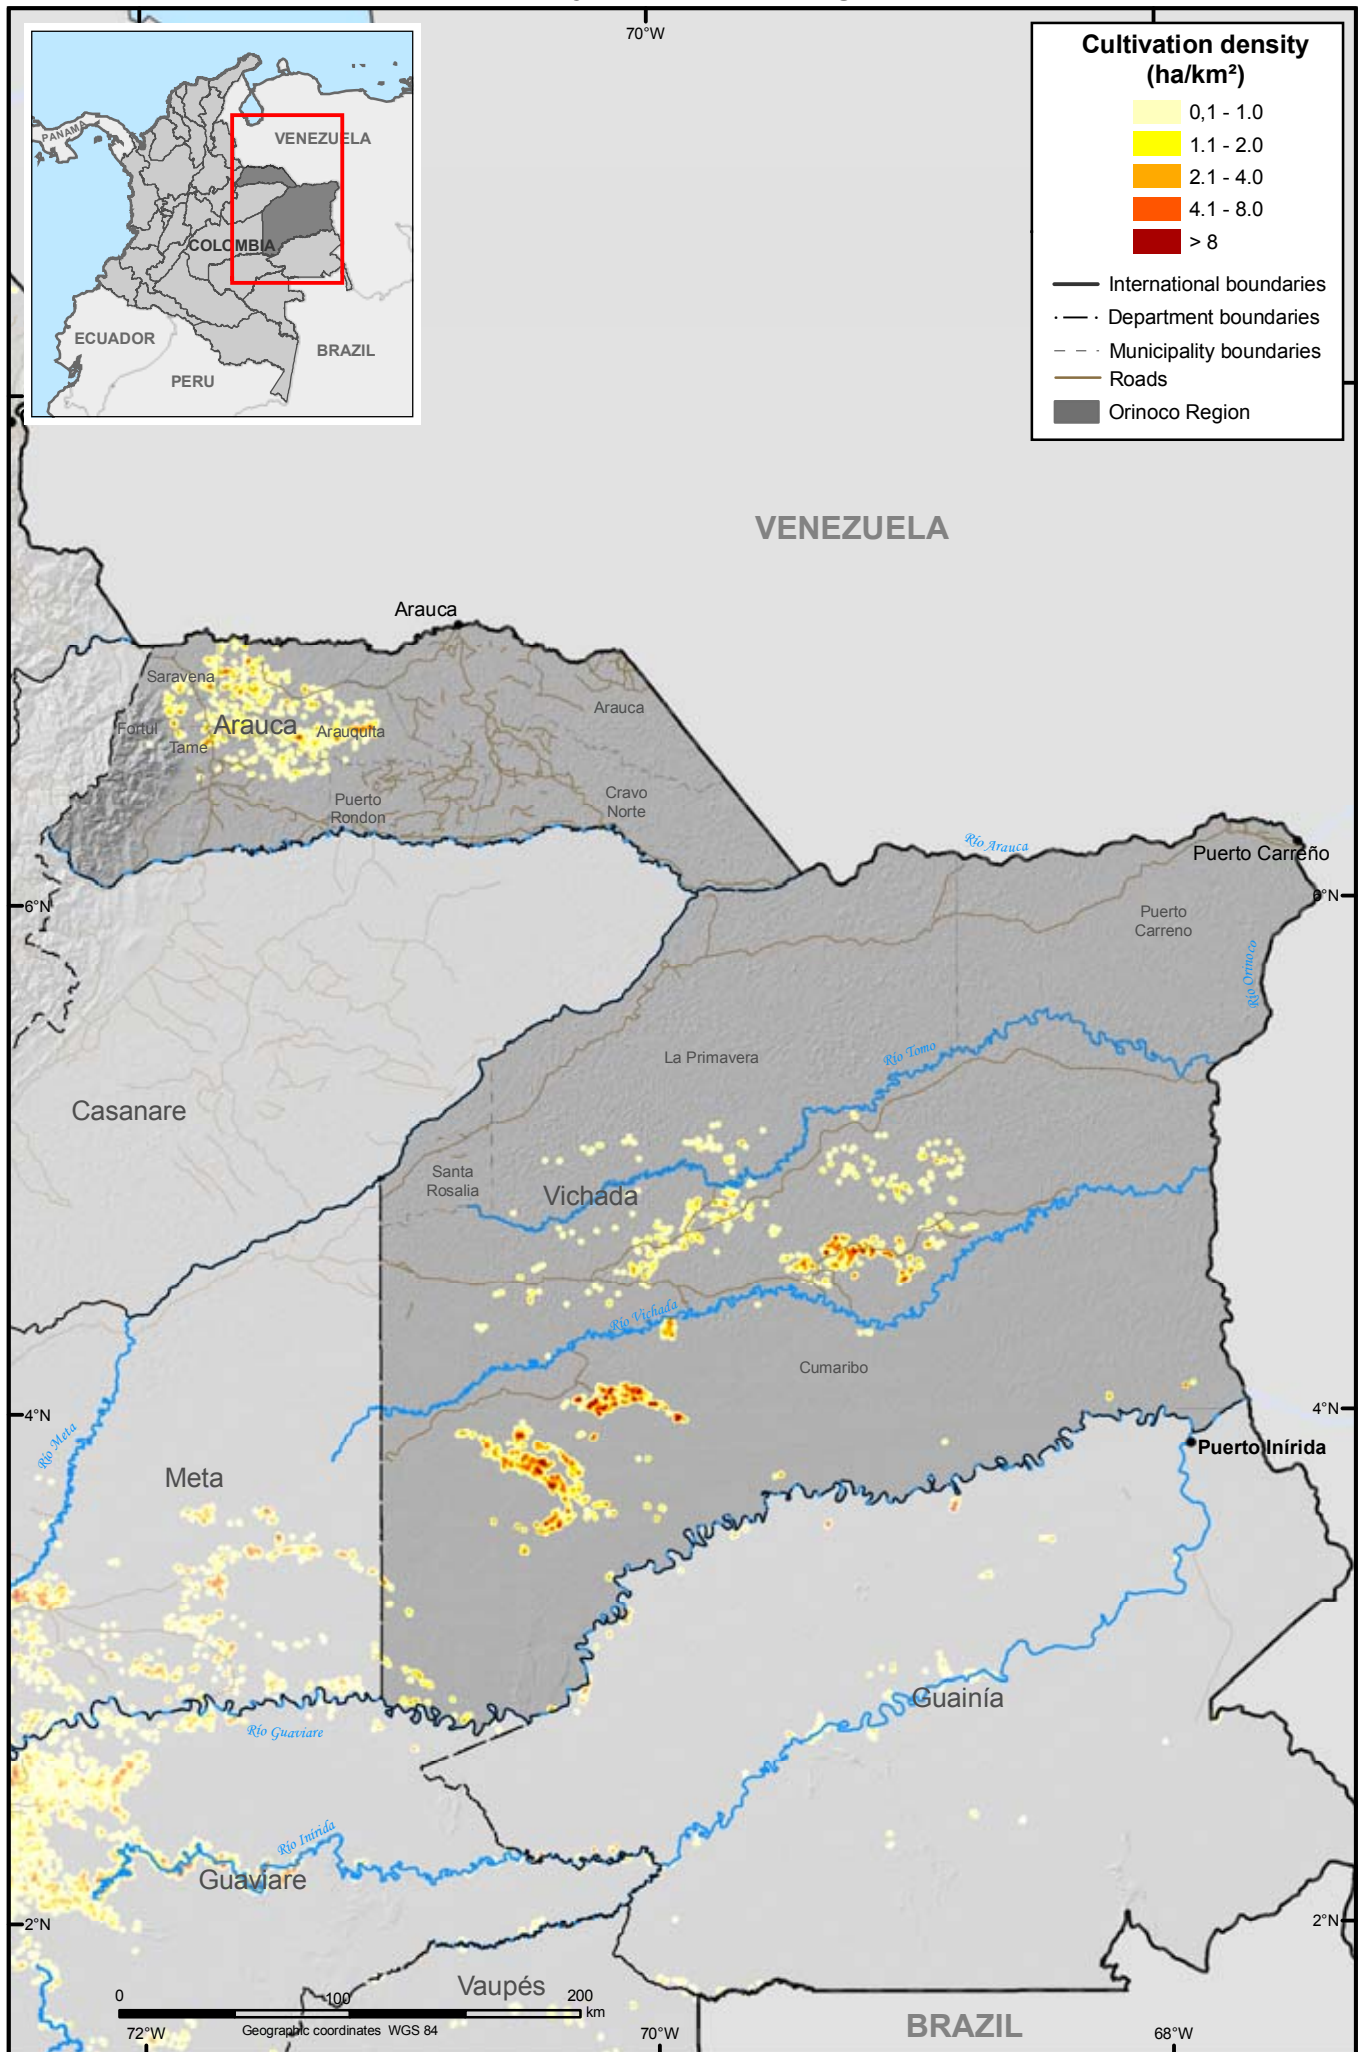 70°W
PANAMA
VENEZUELA
COLOMBIA
ECUADOR
BRAZIL
PERU
Cultivation density
(ha/km²)
0,1 - 1.0
1.1 - 2.0
2.1 - 4.0
4.1 - 8.0
> 8
International boundaries
Department boundaries
Municipality boundaries
Roads
Orinoco Region
VENEZUELA
Arauca
Saravena
Arauca
Fortul
Arauca
Arauquita
Tame
Puerto
Rondon
Cravo
Norte
Río Arauca
Puerto Carreño
6°N
6°N
Puerto
Carreno
Río Orinoco
La Primavera
Río Tomo
Casanare
Santa
Rosalia
Vichada
Río Vichada
Cumaribo
4°N
4°N
Río Meta
Puerto Inírida
Meta
Guainía
Río Guaviare
Río Inírida
Guaviare
2°N
2°N
Vaupés
0
100
200
km
Geographic coordinates WGS 84
BRAZIL
72°W
70°W
68°W